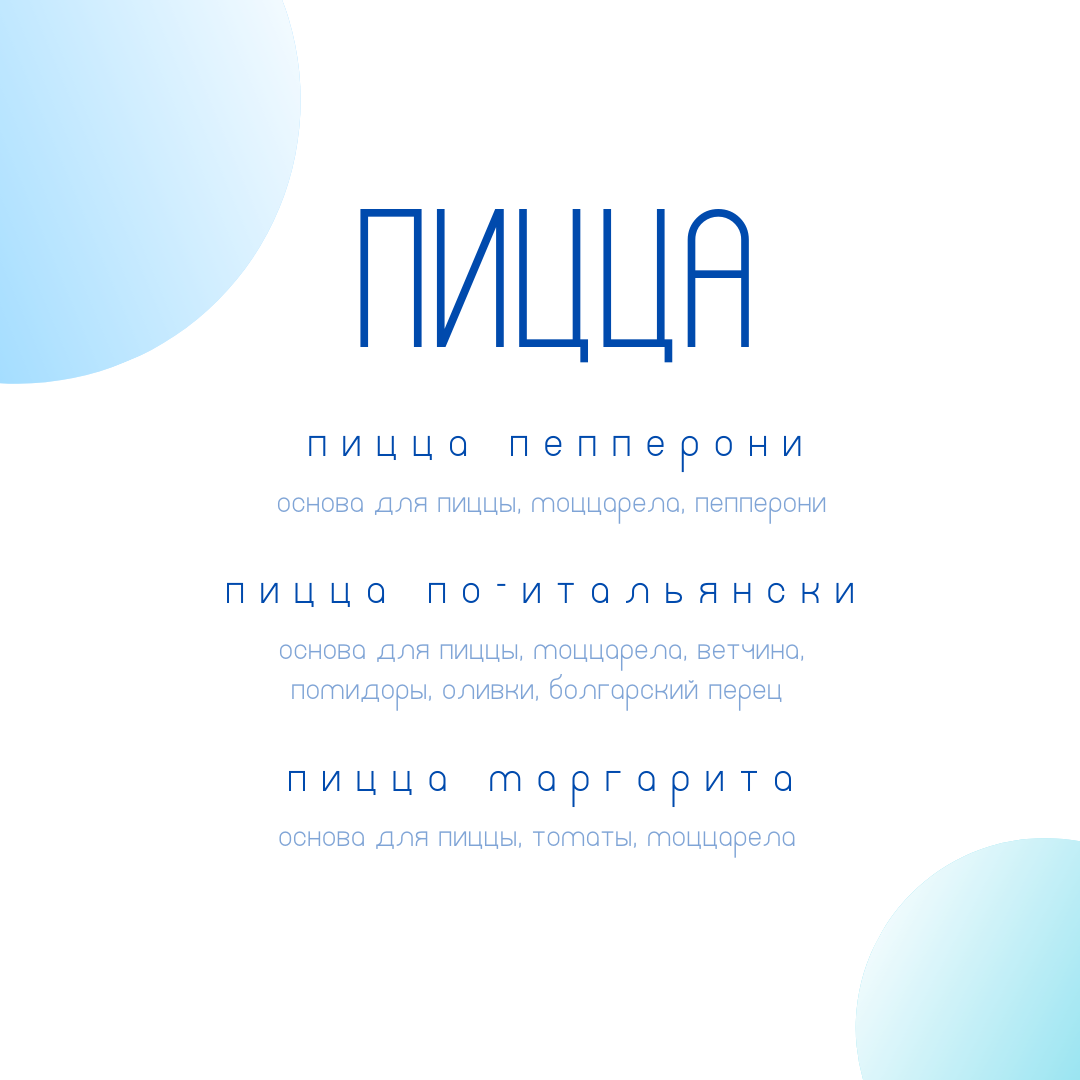 ПИЦЦА
пицца пепперони
основа для пиццы, моццарела, пепперони
пицца по-итальянски
основа для пиццы, моццарела, ветчина,
помидоры, оливки, болгарский перец
пицца маргарита
основа для пиццы, томаты, моццарела